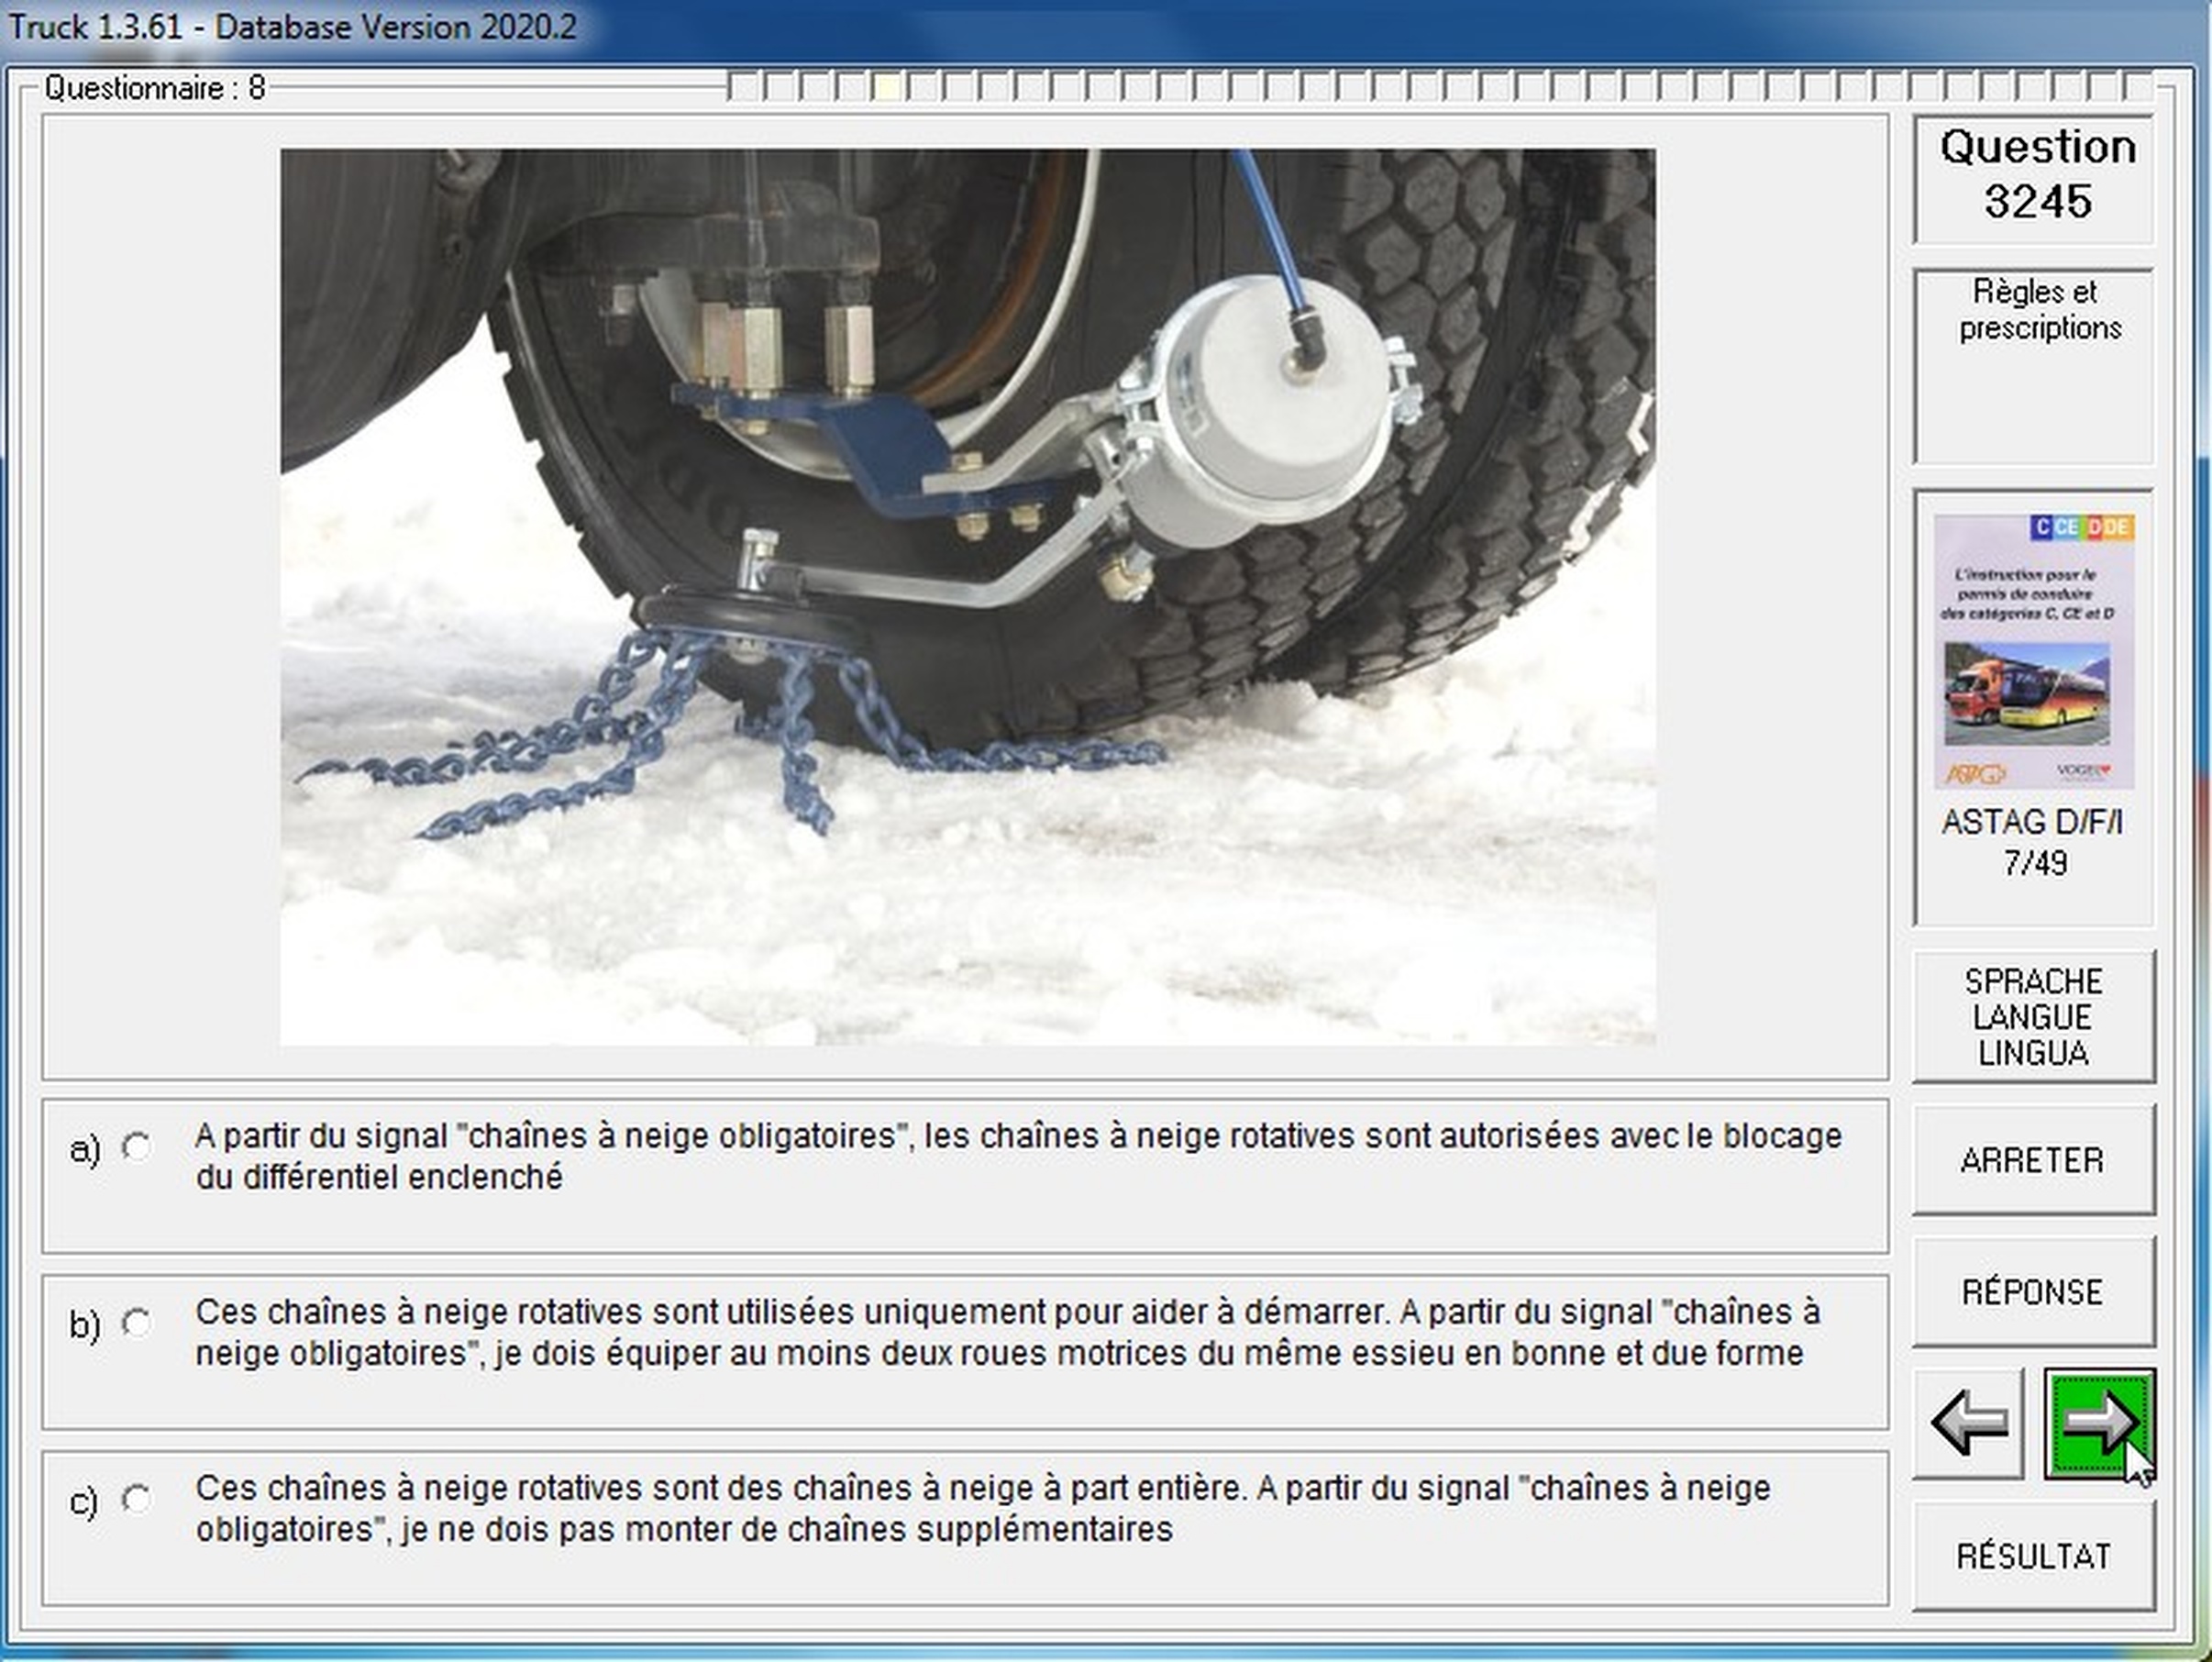 Truck 1.3.61 - Database Version 2020.2
Questionnaire : 8
Question
3245
Règles et
prescriptions
C CE D DE
L'instruction pour le
permis de conduire
des catégories C, CE et D
ASTAG
VOGEL
ASTAG D/F/I
7/49
SPRACHE
LANGUE
LINGUA
ARRETER
RÉPONSE
RÉSULTAT
a)
A partir du signal "chaînes à neige obligatoires", les chaînes à neige rotatives sont autorisées avec le blocage
du différentiel enclenché
b)
Ces chaînes à neige rotatives sont utilisées uniquement pour aider à démarrer. A partir du signal "chaînes à
neige obligatoires", je dois équiper au moins deux roues motrices du même essieu en bonne et due forme
c)
Ces chaînes à neige rotatives sont des chaînes à neige à part entière. A partir du signal "chaînes à neige
obligatoires", je ne dois pas monter de chaînes supplémentaires